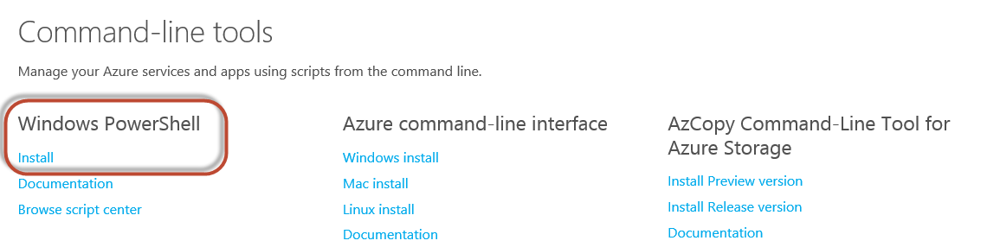 Command-line tools
Manage your Azure services and apps using scripts from the command line.
Windows PowerShell
Install
Documentation
Browse script center
Azure command-line interface
Windows install
Mac install
Linux install
Documentation
AzCopy Command-Line Tool for
Azure Storage
Install Preview version
Install Release version
Documentation